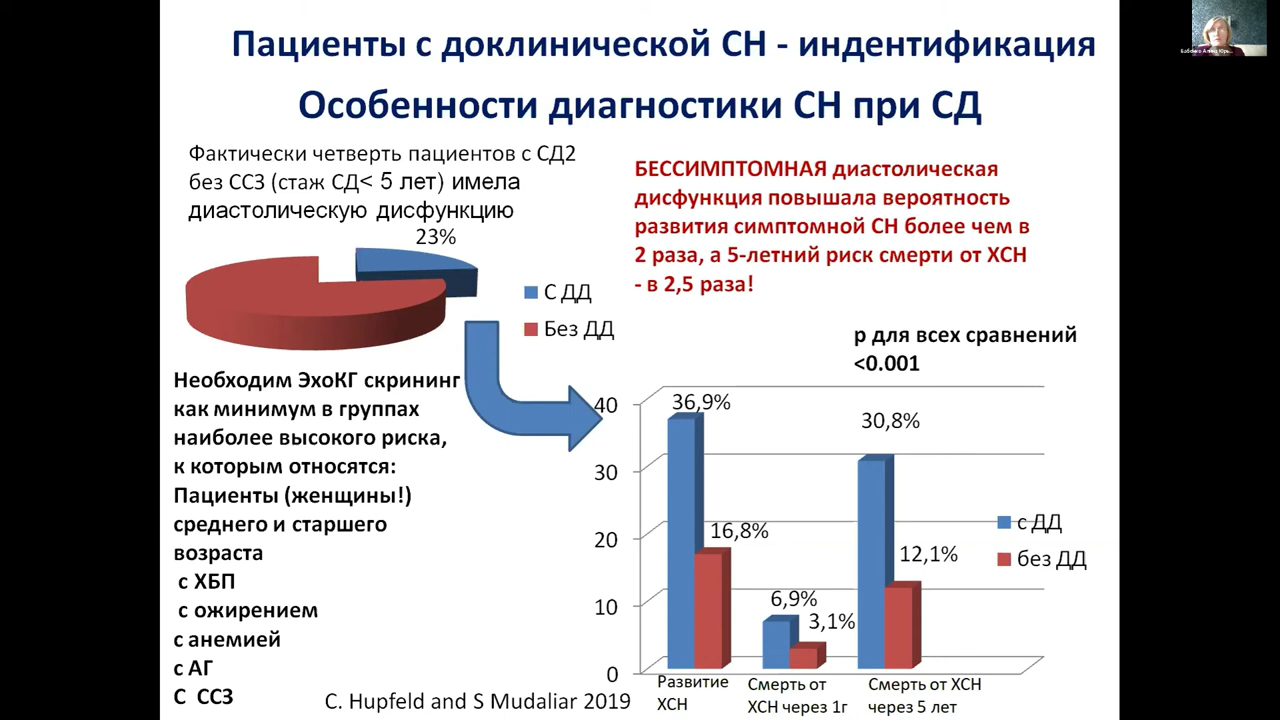 Пациенты с доклинической СН - индентификация
Особенности диагностики СН при СД
Фактически четверть пациентов с СД2
без ССЗ (стаж СД< 5 лет) имела
диастолическую дисфункцию
23%
С ДД
Без ДД
БЕССИМПТОМНАЯ диастолическая
дисфункция повышала вероятность
развития симптомной СН более чем в
2 раза, а 5-летний риск смерти от ХСН
- в 2,5 раза!
Необходим ЭхоКГ скрининг
как минимум в группах
наиболее высокого риска,
к которым относятся:
Пациенты (женщины!)
среднего и старшего
возраста
с ХБП
с ожирением
с анемией
с АГ
С ССЗ
р для всех сравнений
<0.001
40
30
20
10
0
36,9%
16,8%
6,9%
3,1%
30,8%
12,1%
с ДД
без ДД
Развитие
ХСН
Смерть от
ХСН через 1г
Смерть от ХСН
через 5 лет
C. Hupfeld and S Mudaliar 2019